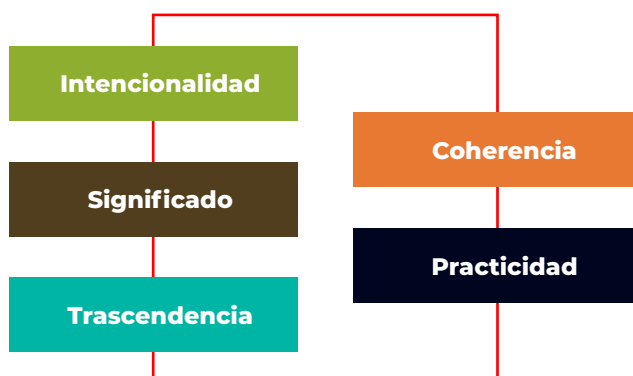 Intencionalidad
Significado
Trascendencia
Coherencia
Practicidad